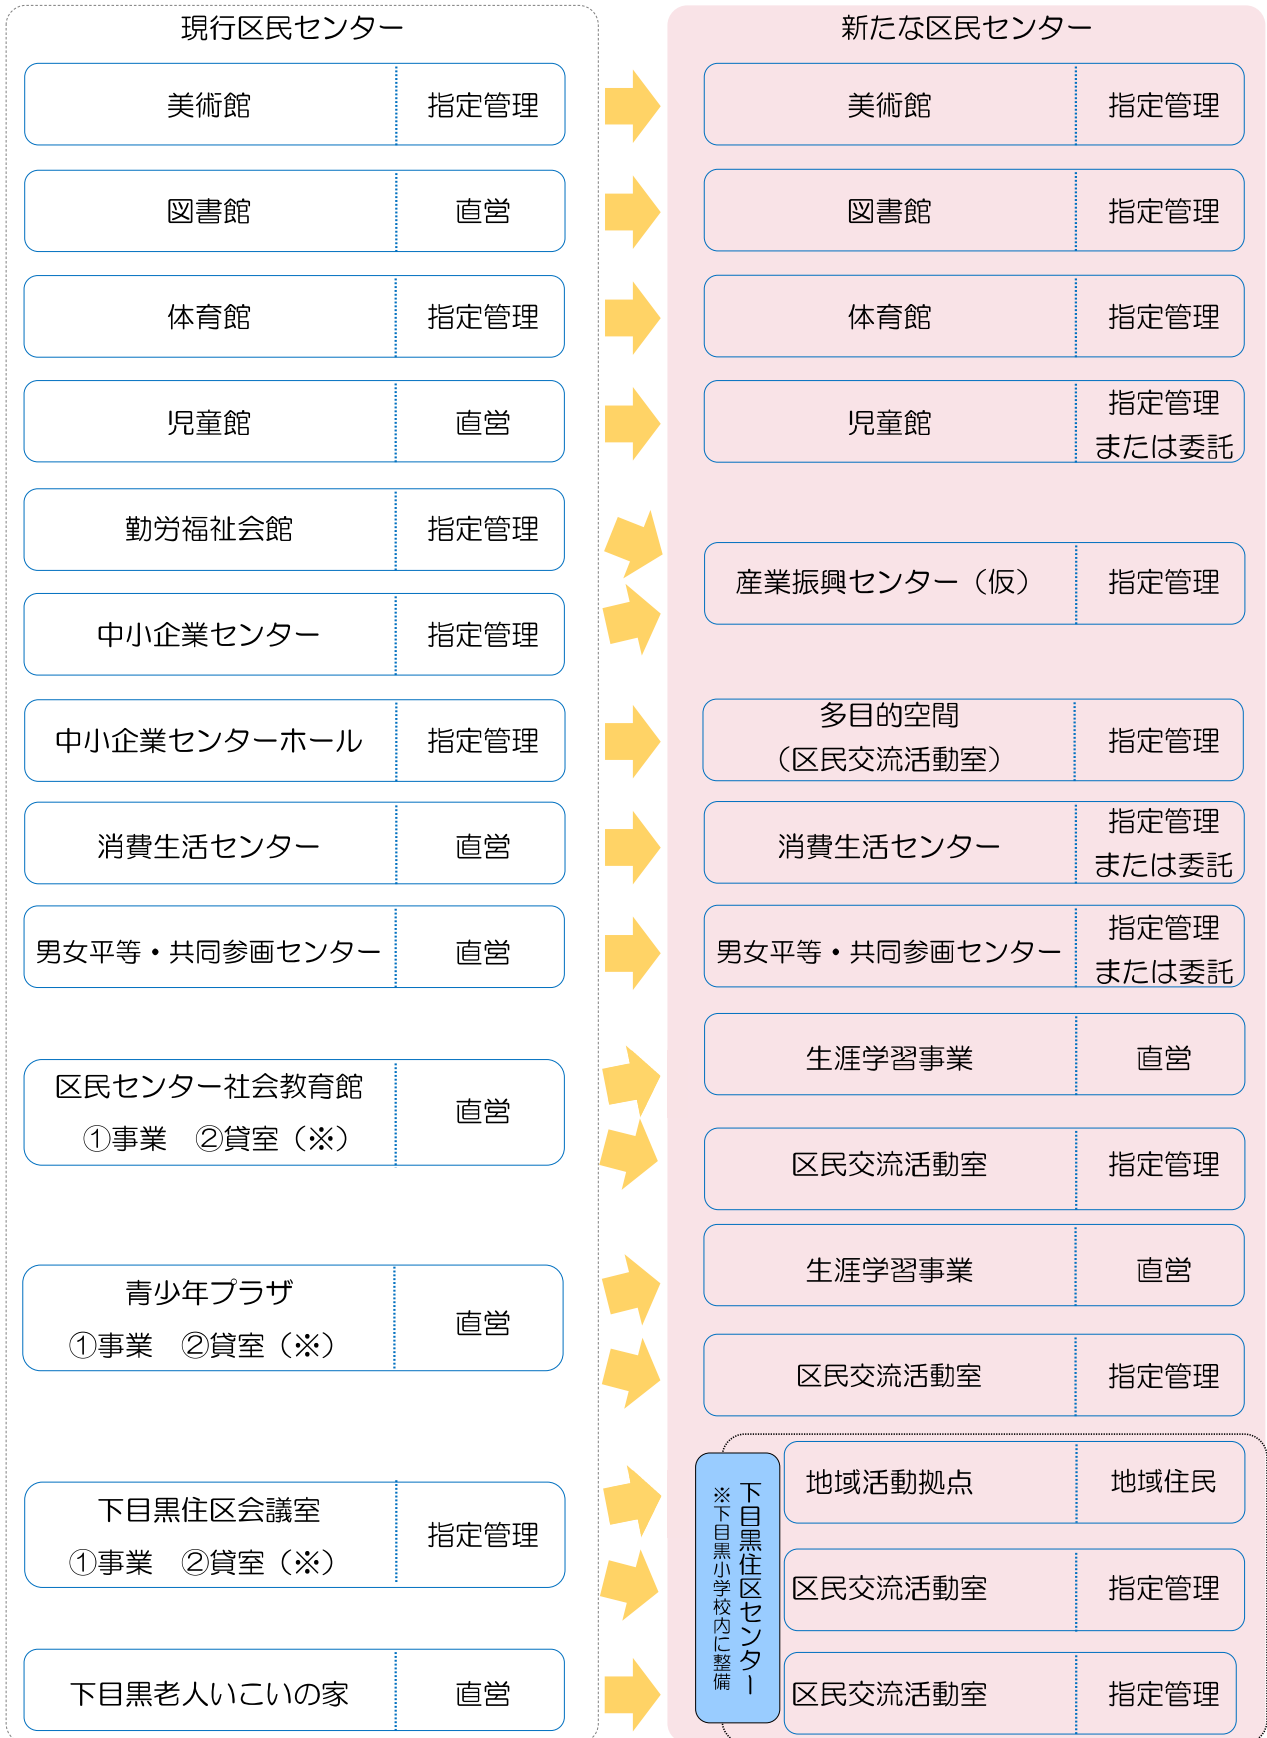 現行区民センター
美術館
指定管理
図書館
直営
体育館
指定管理
児童館
直営
勤労福祉会館
指定管理
中小企業センター
指定管理
中小企業センターホール
指定管理
消費生活センター
直営
男女平等・共同参画センター
直営
区民センター社会教育館
①事業　②貸室（※）
直営
青少年プラザ
①事業　②貸室（※）
直営
下目黒住区会議室
①事業　②貸室（※）
指定管理
下目黒老人いこいの家
直営
新たな区民センター
美術館
指定管理
図書館
指定管理
体育館
指定管理
児童館
指定管理
または委託
産業振興センター（仮）
指定管理
多目的空間
（区民交流活動室）
指定管理
消費生活センター
指定管理
または委託
男女平等・共同参画センター
指定管理
または委託
生涯学習事業
直営
区民交流活動室
指定管理
生涯学習事業
直営
区民交流活動室
指定管理
下目黒住区センター
※下目黒小学校内に整備
地域活動拠点
地域住民
区民交流活動室
指定管理
区民交流活動室
指定管理